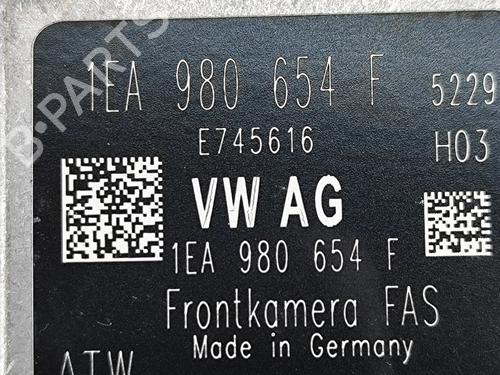 1EA 980 654 F 5229
E745616 H03
VW AG
1EA 980 654 F
Frontkamera FAS
Made in Germany
ATW
B-PARTS